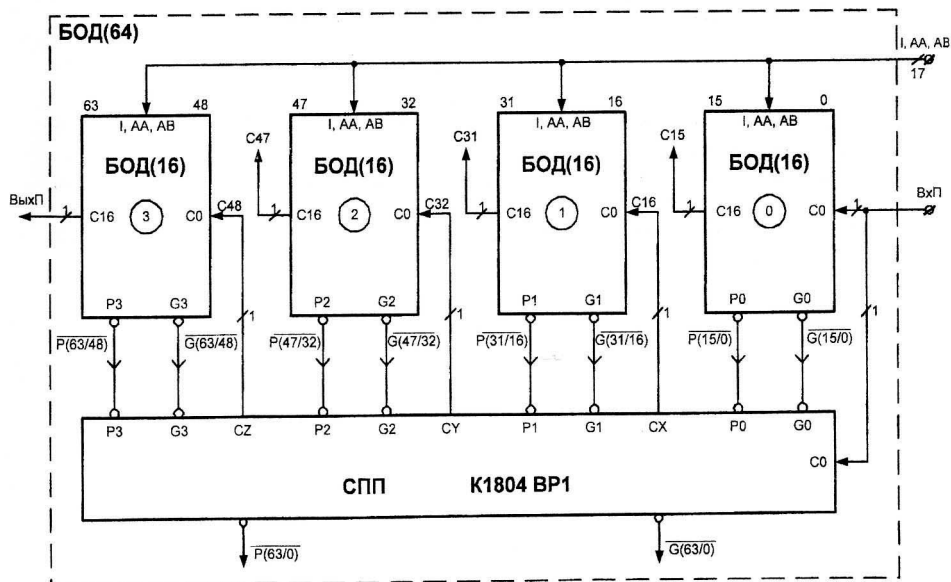 БОД(64)
I, AA, AB
17
63 48 47 32 31 16 15 0
I, AA, AB I, AA, AB I, AA, AB I, AA, AB
C47 C31 C15
БОД(16) БОД(16) БОД(16) БОД(16)
ВыхП 1 C16 3 C0 C48 1 C16 2 C0 C32 1 C16 1 C0 C16 1 C16 0 C0 1 ВхП
P3 G3 P2 G2 P1 G1 P0 G0
1 1 1 1
P(63/48) G(63/48) P(47/32) G(47/32) P(31/16) G(31/16) P(15/0) G(15/0)
P3 G3 CZ P2 G2 CY P1 G1 CX P0 G0
C0
СПП К1804 ВР1
P(63/0) G(63/0)